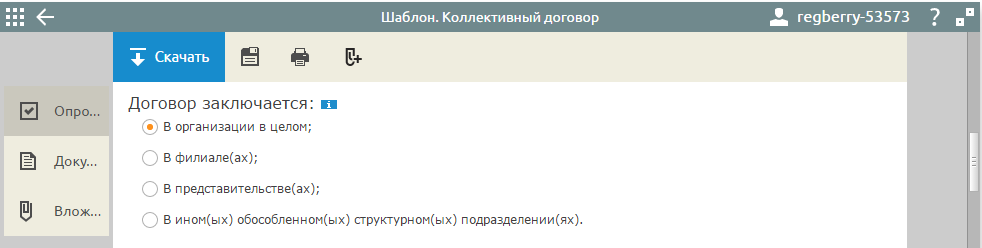 Шаблон. Коллективный договор
regberry-53573
?
Скачать
Договор заключается: i
Опро...
В организации в целом;
Доку...
В филиале(ах);
В представительстве(ах);
Влож...
В ином(ых) обособленном(ых) структурном(ых) подразделении(ях).